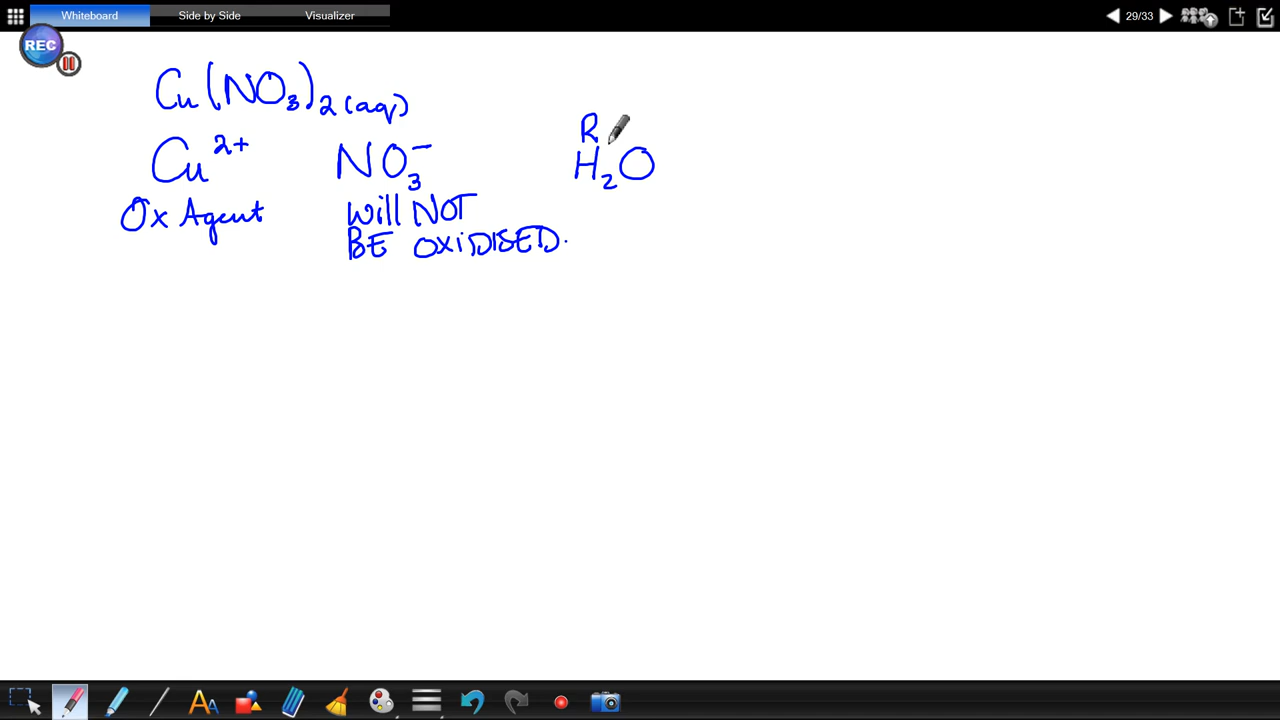 Whiteboard Side by Side Visualizer 29/33
REC
Cu(NO3)2(aq)
R
Cu2+ NO3- H2O
Ox Agent Will NOT
BE OXIDISED.